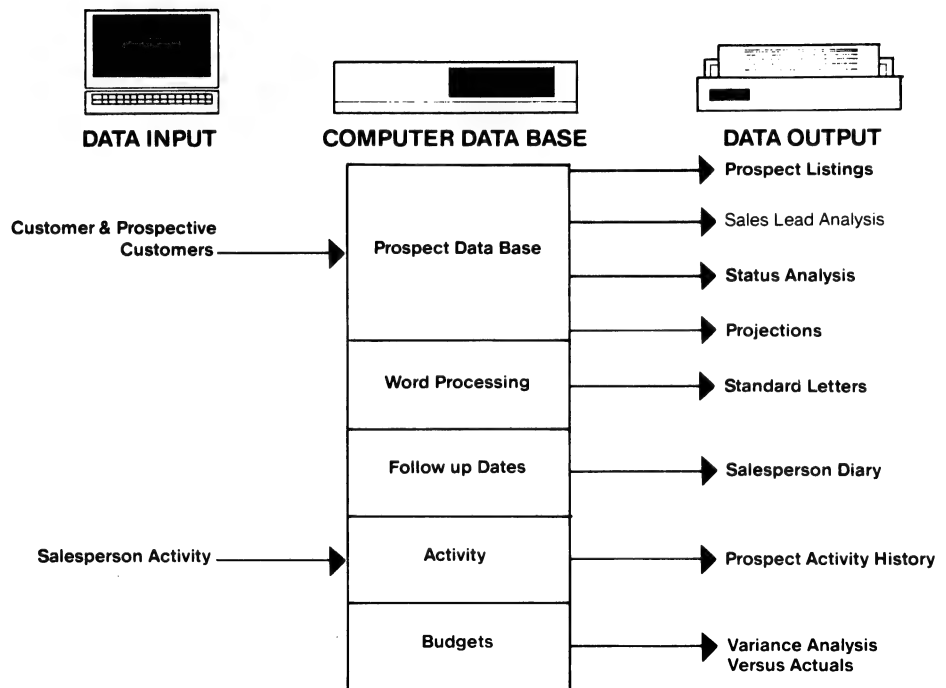 DATA INPUT
COMPUTER DATA BASE
DATA OUTPUT
Customer & Prospective
Customers
Prospect Data Base
Prospect Listings
Sales Lead Analysis
Status Analysis
Projections
Word Processing
Standard Letters
Follow up Dates
Salesperson Diary
Salesperson Activity
Activity
Prospect Activity History
Budgets
Variance Analysis
Versus Actuals